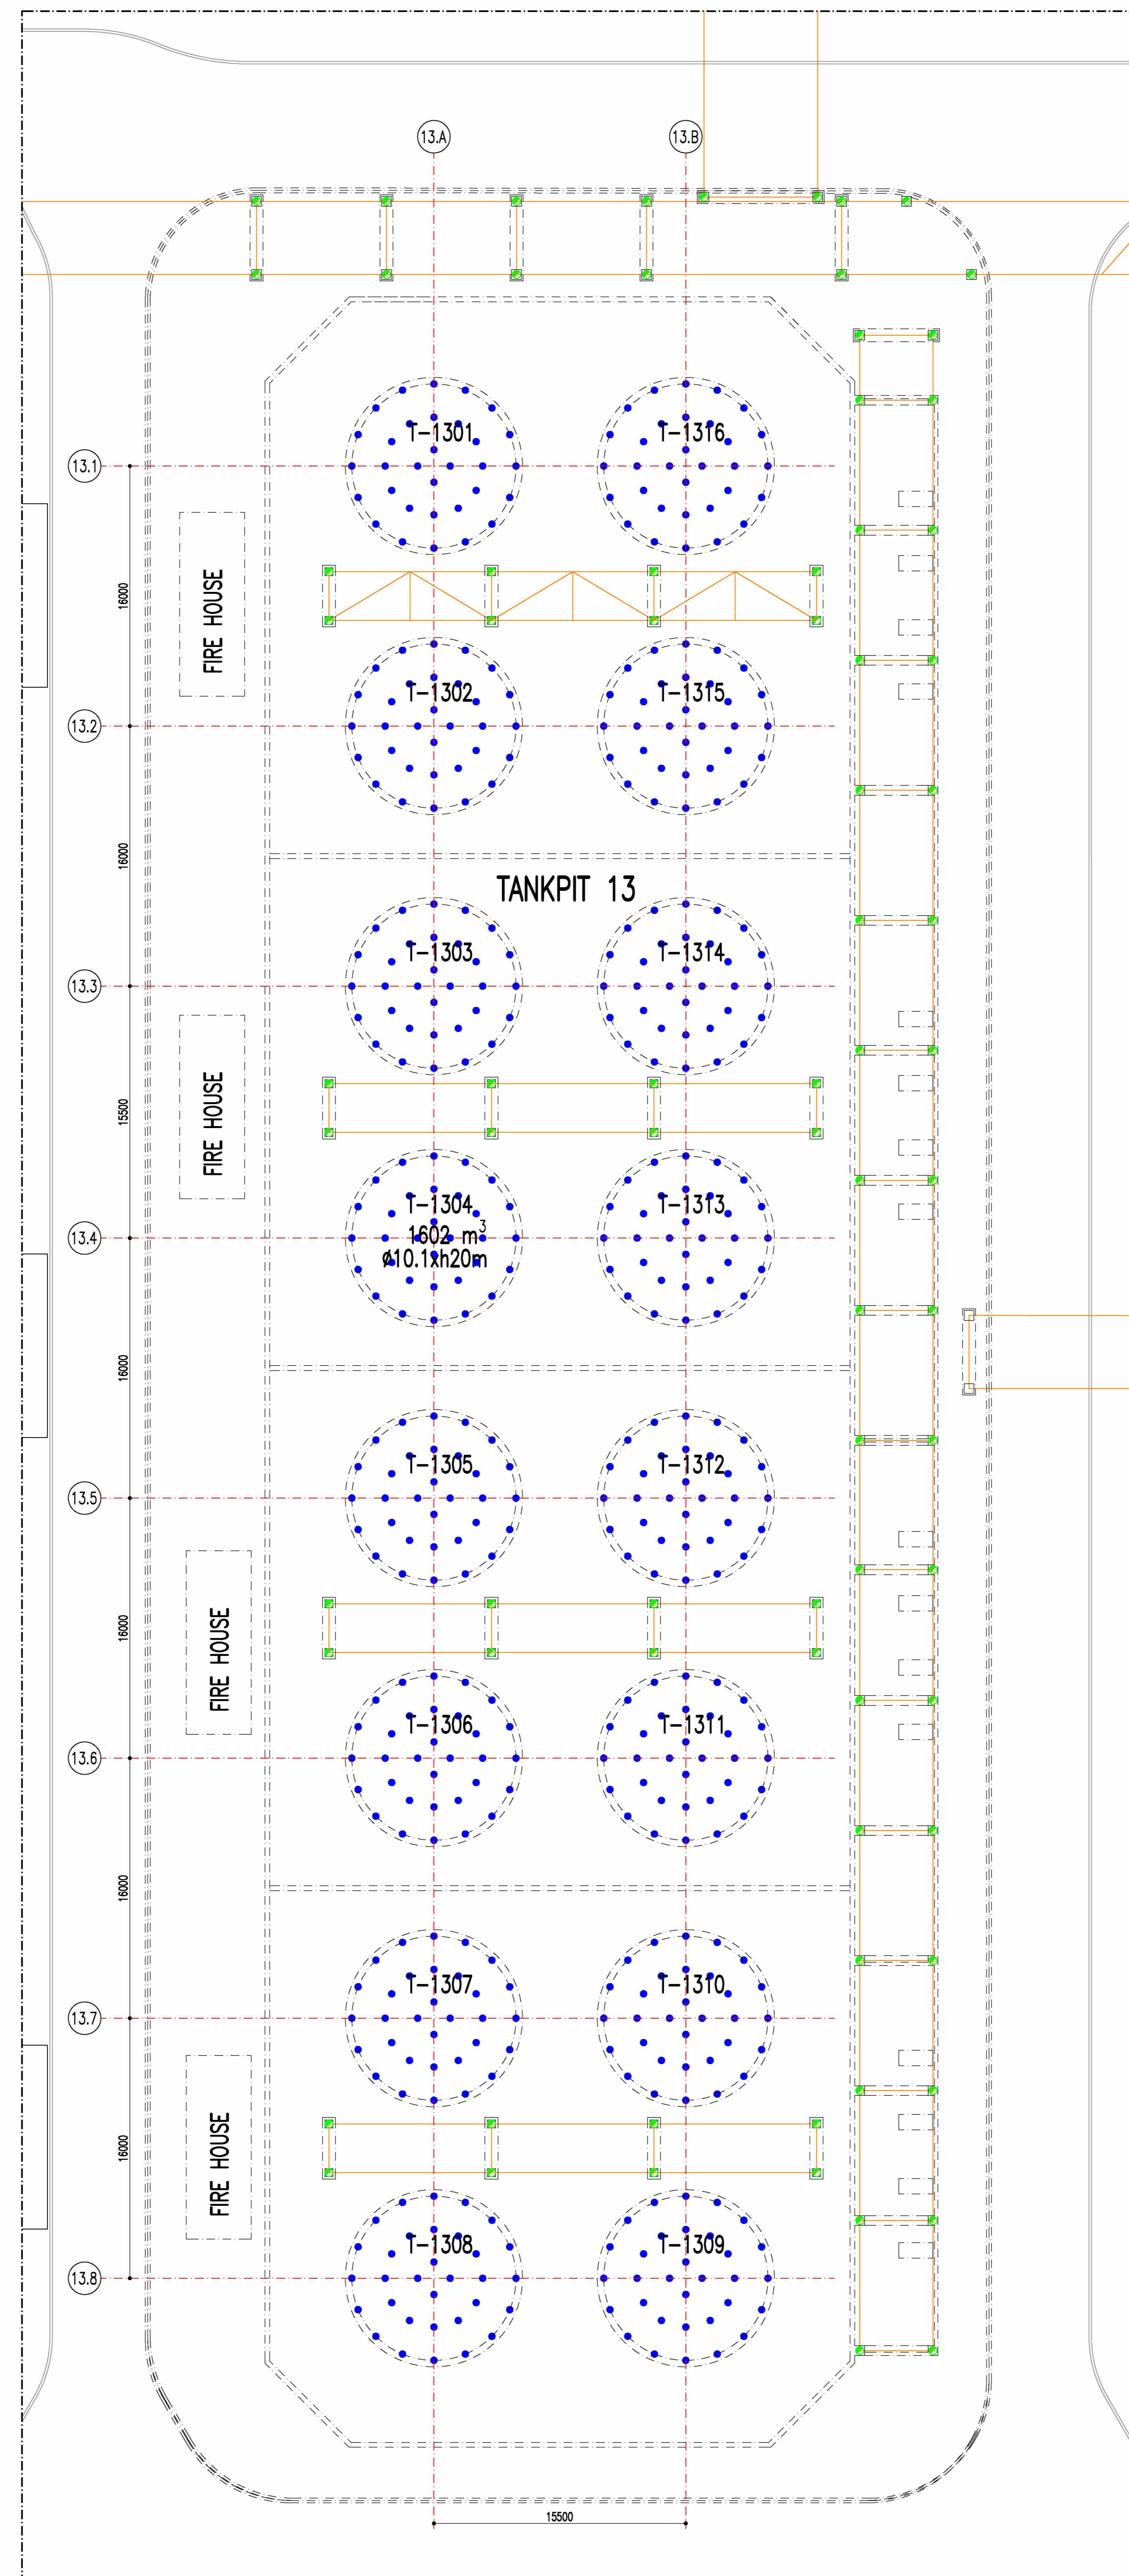 13.A
13.B
T-1301
T-1316
13.1
16000
FIRE HOUSE
T-1302
T-1315
13.2
16000
TANKPIT 13
T-1303
T-1314
13.3
15500
FIRE HOUSE
T-1304
1602 m³
ø10.1xh20m
T-1313
13.4
16000
T-1305
T-1312
13.5
16000
FIRE HOUSE
T-1306
T-1311
13.6
16000
T-1307
T-1310
13.7
16000
FIRE HOUSE
T-1308
T-1309
13.8
15500